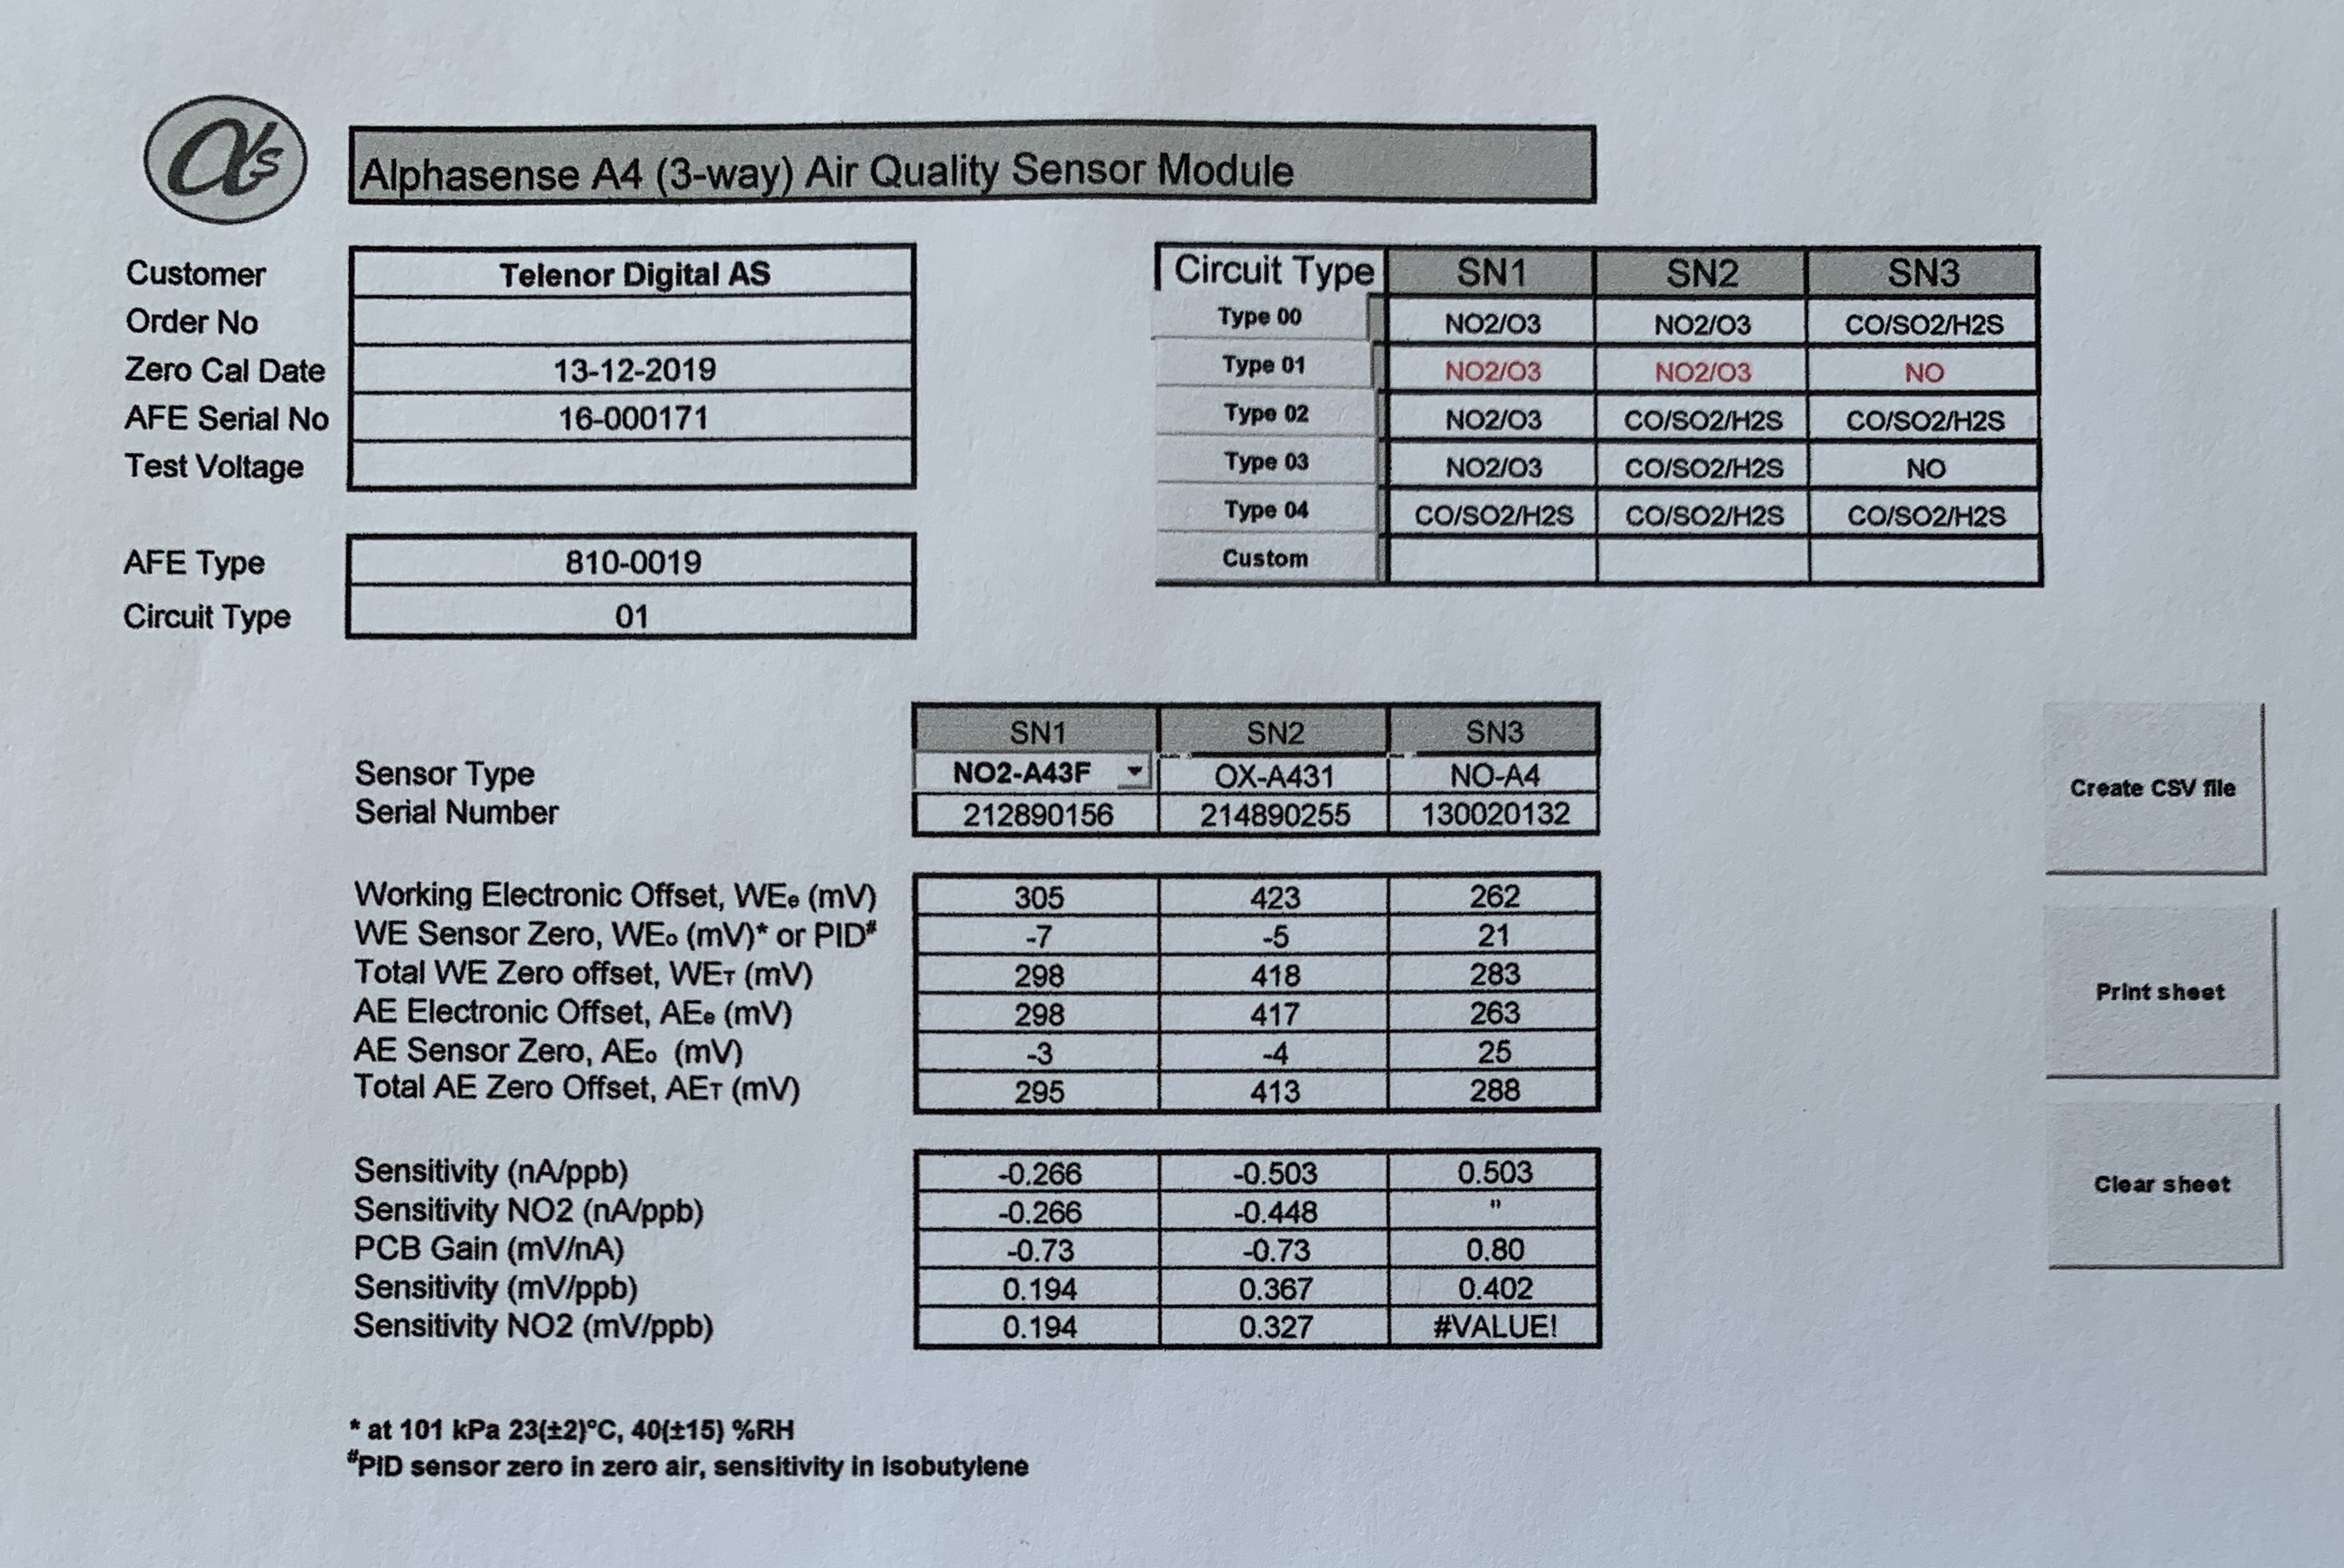 αs
Alphasense A4 (3-way) Air Quality Sensor Module
Customer Telenor Digital AS
Order No
Zero Cal Date 13-12-2019
AFE Serial No 16-000171
Test Voltage
AFE Type 810-0019
Circuit Type 01
Circuit Type SN1 SN2 SN3
Type 00 NO2/O3 NO2/O3 CO/SO2/H2S
Type 01 NO2/O3 NO2/O3 NO
Type 02 NO2/O3 CO/SO2/H2S CO/SO2/H2S
Type 03 NO2/O3 CO/SO2/H2S NO
Type 04 CO/SO2/H2S CO/SO2/H2S CO/SO2/H2S
Custom
SN1 SN2 SN3
Sensor Type NO2-A43F OX-A431 NO-A4
Serial Number 212890156 214890255 130020132
Working Electronic Offset, WEe (mV) 305 423 262
WE Sensor Zero, WEo (mV)* or PID# -7 -5 21
Total WE Zero offset, WET (mV) 298 418 283
AE Electronic Offset, AEe (mV) 298 417 263
AE Sensor Zero, AEo (mV) -3 -4 25
Total AE Zero Offset, AET (mV) 295 413 288
Sensitivity (nA/ppb) -0.266 -0.503 0.503
Sensitivity NO2 (nA/ppb) -0.266 -0.448 "
PCB Gain (mV/nA) -0.73 -0.73 0.80
Sensitivity (mV/ppb) 0.194 0.367 0.402
Sensitivity NO2 (mV/ppb) 0.194 0.327 #VALUE!
Create CSV file
Print sheet
Clear sheet
* at 101 kPa 23(±2)°C, 40(±15) %RH
#PID sensor zero in zero air, sensitivity in isobutylene